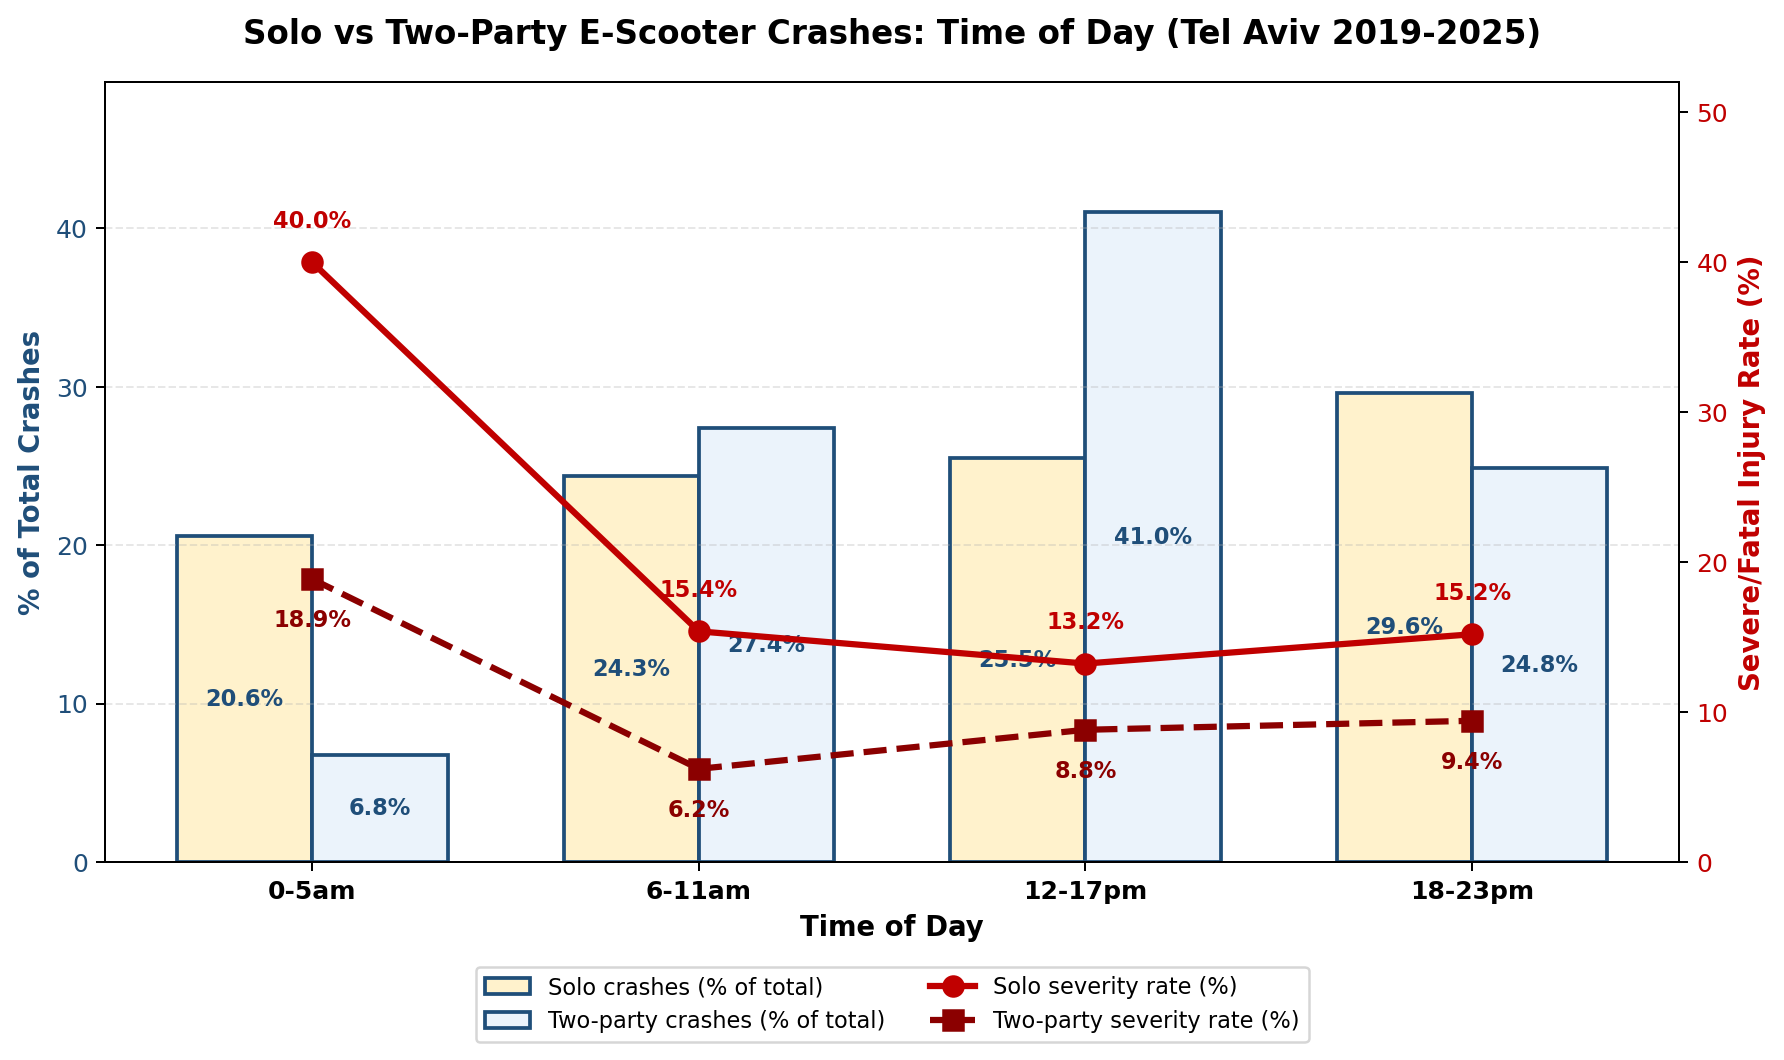 Solo vs Two-Party E-Scooter Crashes: Time of Day (Tel Aviv 2019-2025)
% of Total Crashes
40
30
20
10
0
Severe/Fatal Injury Rate (%)
50
40
30
20
10
0
40.0%
18.9%
20.6%
6.8%
15.4%
27.4%
24.3%
6.2%
41.0%
13.2%
25.5%
8.8%
15.2%
29.6%
24.8%
9.4%
0-5am
6-11am
12-17pm
18-23pm
Time of Day
Solo crashes (% of total)
Two-party crashes (% of total)
Solo severity rate (%)
Two-party severity rate (%)